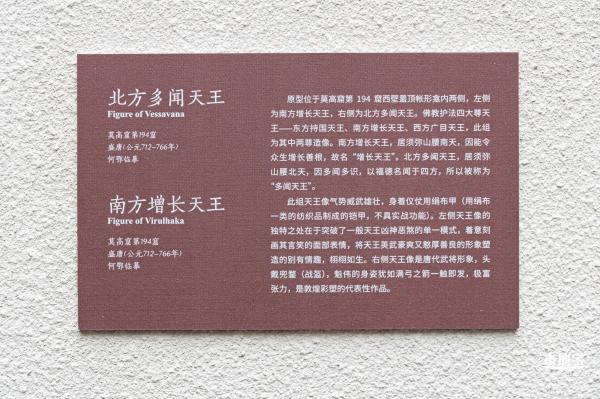 北方多闻天王
Figure of Vessavana
莫高窟第194窟
盛唐(公元712-766年)
何鄂临摹
南方增长天王
Figure of Virulhaka
莫高窟第194窟
盛唐(公元712-766年)
何鄂临摹
原型位于莫高窟第 194 窟西壁盝顶帐形龛内两侧，左侧
为南方增长天王，右侧为北方多闻天王。佛教护法四大尊天
王——东方持国天王、南方增长天王、西方广目天王，此组
为其中两尊造像。南方增长天王，居须弥山腰南天，因能令
众生增长善根，故名“增长天王”。北方多闻天王，居须弥
山腰北天，因多闻多识，以福德名闻于四方，所以被称为
“多闻天王”。
此组天王像气势威武雄壮，身着仪仗用绢布甲（用绢布
一类的纺织品制成的铠甲，不具实战功能）。左侧天王像的
独特之处在于突破了一般天王凶神恶煞的单一模式，着意刻
画其言笑的面部表情，将天王英武豪爽又憨厚善良的形象塑
造的别有情趣，栩栩如生。右侧天王像是唐代武将形象，头
戴兜鍪（战盔），魁伟的身姿犹如满弓之箭一触即发，极富
张力，是敦煌彩塑的代表性作品。